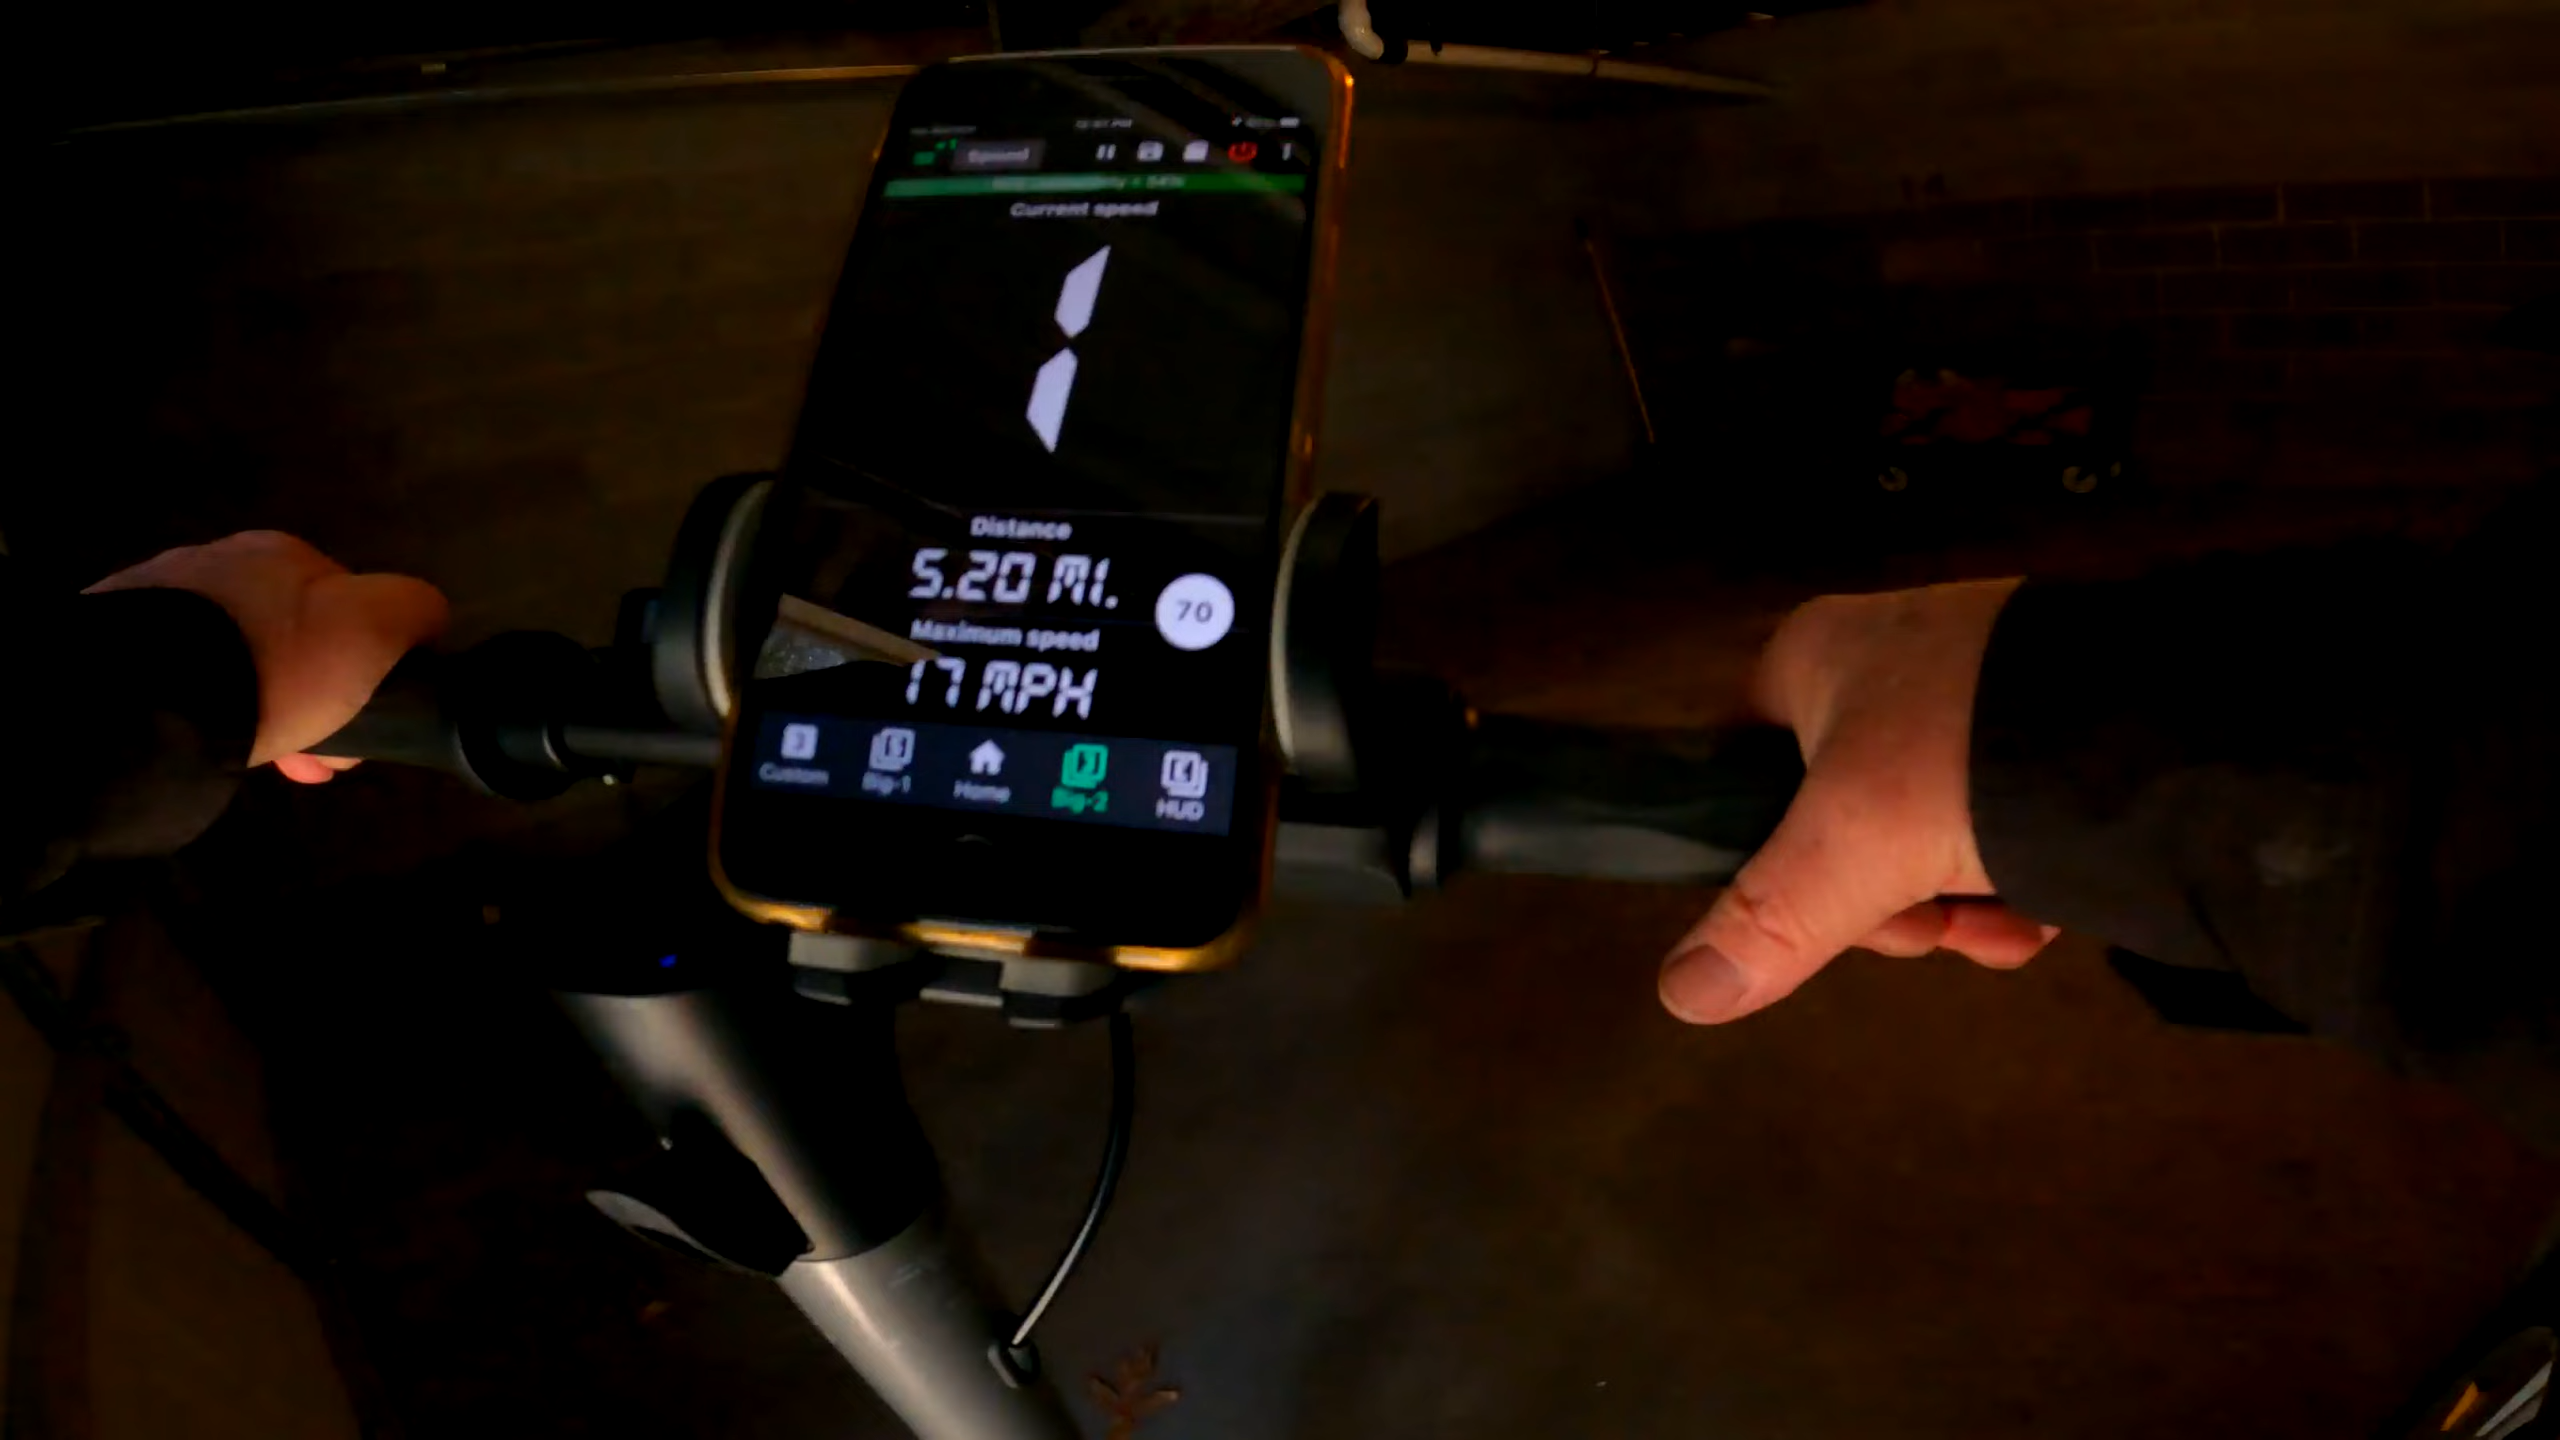 Speed
Current speed
1
Distance
5.20 MI.
70
Maximum speed
17 MPH
Custom Big-1 Home Big-2 HUD